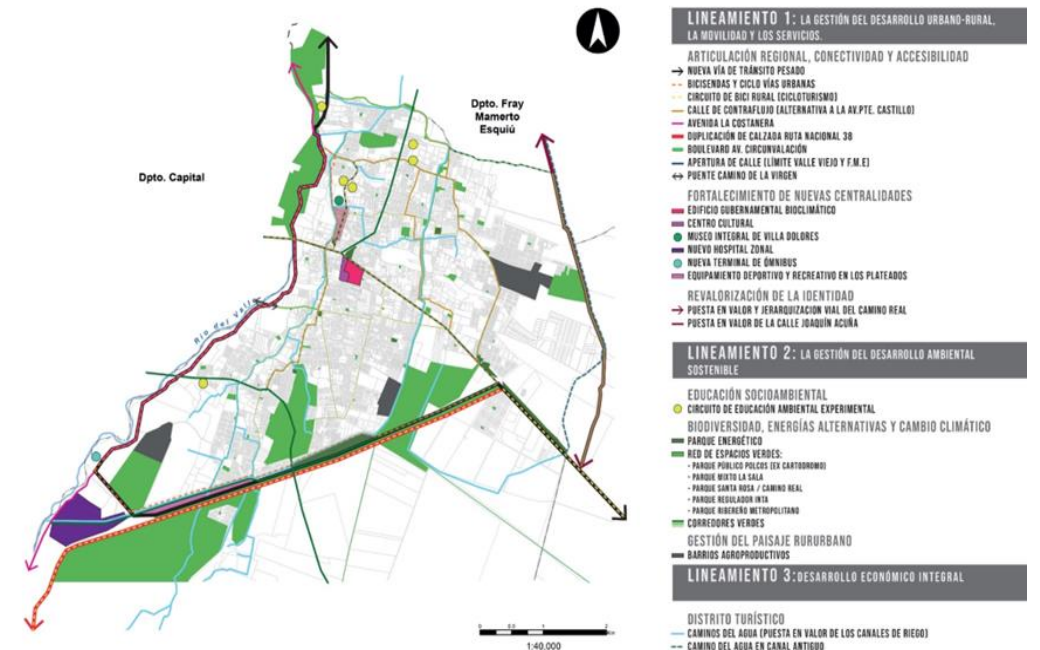 Dpto. Fray
Mamerto
Esquiú
Dpto. Capital
Río del Vall
0 0.5 1 2
1:40.000
LINEAMIENTO 1: LA GESTIÓN DEL DESARROLLO URBANO-RURAL,
LA MOVILIDAD Y LOS SERVICIOS.
ARTICULACIÓN REGIONAL, CONECTIVIDAD Y ACCESIBILIDAD
NUEVA VÍA DE TRÁNSITO PESADO
BICISENDAS Y CICLO VÍAS URBANAS
CIRCUITO DE BICI RURAL (CICLOTURISMO)
CALLE DE CONTRAFLUJO (ALTERNATIVA A LA AV.PTE. CASTILLO)
AVENIDA LA COSTANERA
DUPLICACIÓN DE CALZADA RUTA NACIONAL 38
BOULEVARD AV. CIRCUNVALACIÓN
APERTURA DE CALLE (LÍMITE VALLE VIEJO Y F.M.E)
PUENTE CAMINO DE LA VIRGEN
FORTALECIMIENTO DE NUEVAS CENTRALIDADES
EDIFICIO GUBERNAMENTAL BIOCLIMÁTICO
CENTRO CULTURAL
MUSEO INTEGRAL DE VILLA DOLORES
NUEVO HOSPITAL ZONAL
NUEVA TERMINAL DE ÓMNIBUS
EQUIPAMIENTO DEPORTIVO Y RECREATIVO EN LOS PLATEADOS
REVALORIZACIÓN DE LA IDENTIDAD
PUESTA EN VALOR Y JERARQUIZACION VIAL DEL CAMINO REAL
PUESTA EN VALOR DE LA CALLE JOAQUÍN ACUÑA
LINEAMIENTO 2: LA GESTIÓN DEL DESARROLLO AMBIENTAL
SOSTENIBLE
EDUCACIÓN SOCIOAMBIENTAL
CIRCUITO DE EDUCACIÓN AMBIENTAL EXPERIMENTAL
BIODIVERSIDAD, ENERGÍAS ALTERNATIVAS Y CAMBIO CLIMÁTICO
PARQUE ENERGÉTICO
RED DE ESPACIOS VERDES:
- PARQUE PÚBLICO POLCOS (EX CARTODROMO)
- PARQUE MIXTO LA SALA
- PARQUE SANTA ROSA / CAMINO REAL
- PARQUE REGULADOR INTA
- PARQUE RIBEREÑO METROPOLITANO
CORREDORES VERDES
GESTIÓN DEL PAISAJE RURURBANO
BARRIOS AGROPRODUCTIVOS
LINEAMIENTO 3: DESARROLLO ECONÓMICO INTEGRAL
DISTRITO TURÍSTICO
CAMINOS DEL AGUA (PUESTA EN VALOR DE LOS CANALES DE RIEGO)
CAMINO DEL AGUA EN CANAL ANTIGUO